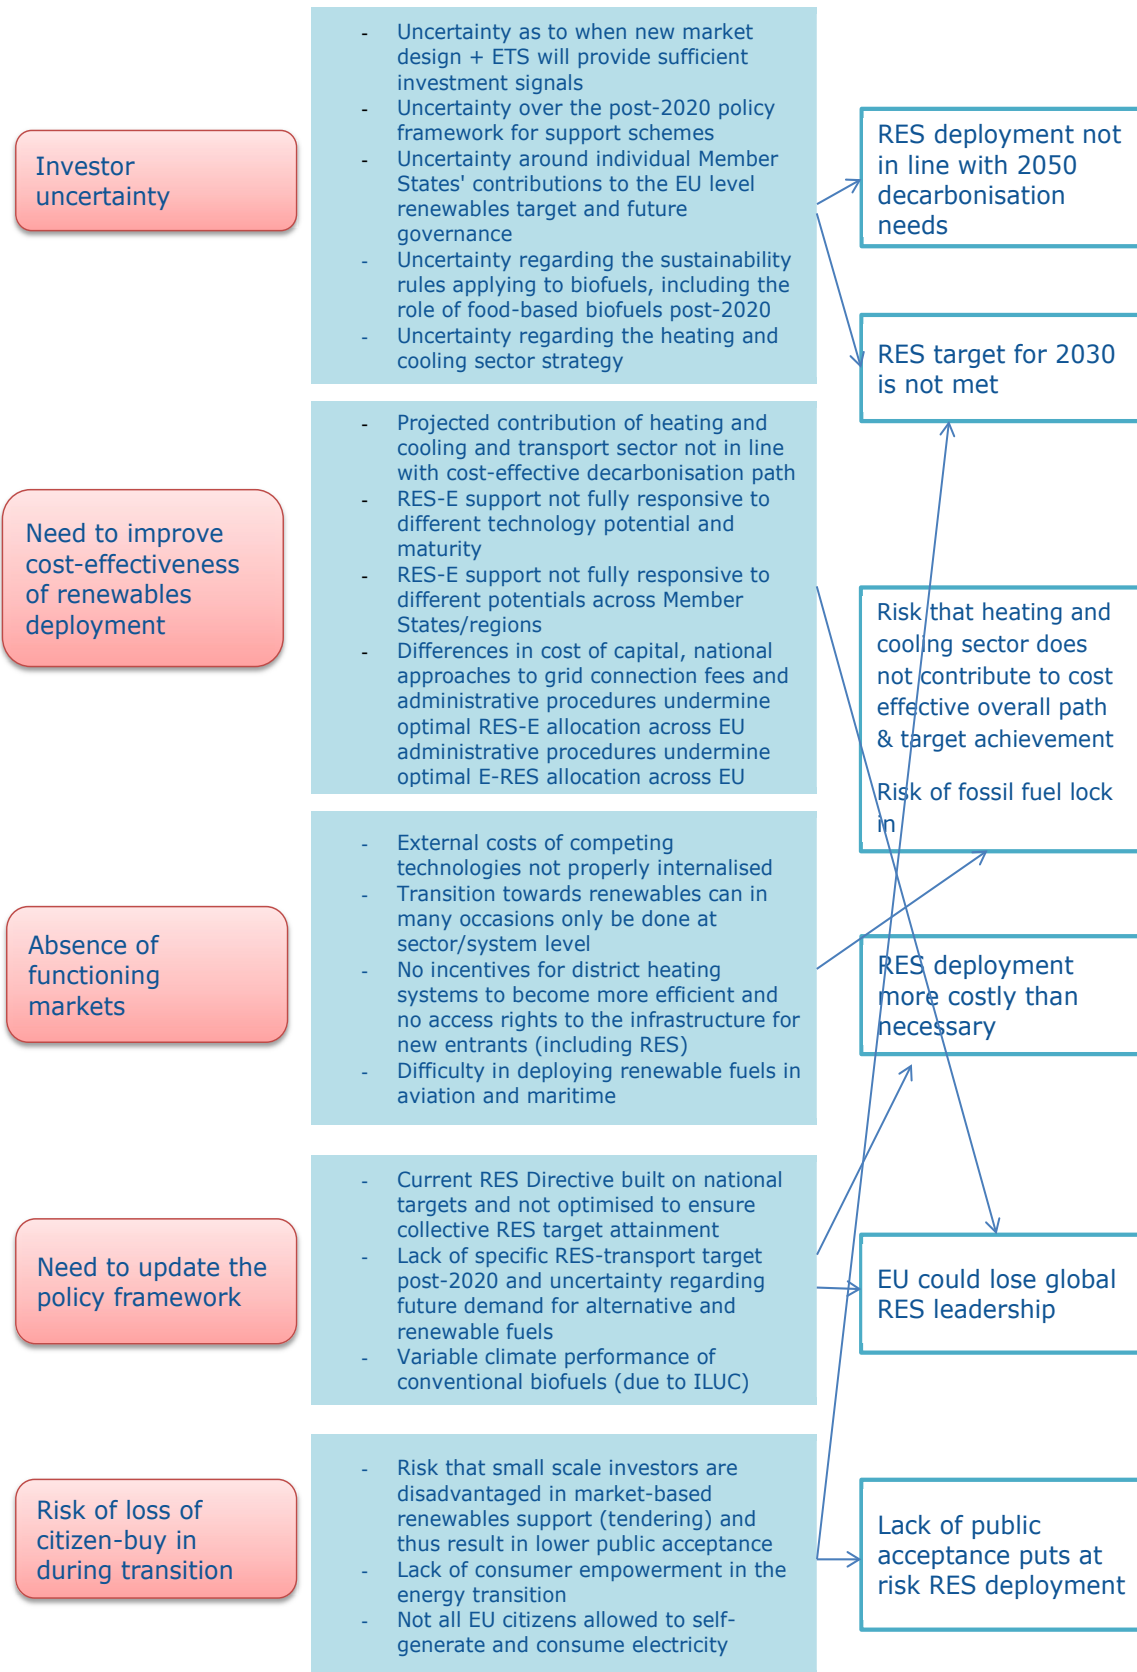 Investor
uncertainty
- Uncertainty as to when new market
design + ETS will provide sufficient
investment signals
- Uncertainty over the post-2020 policy
framework for support schemes
- Uncertainty around individual Member
States' contributions to the EU level
renewables target and future
governance
- Uncertainty regarding the sustainability
rules applying to biofuels, including the
role of food-based biofuels post-2020
- Uncertainty regarding the heating and
cooling sector strategy
RES deployment not
in line with 2050
decarbonisation
needs
RES target for 2030
is not met
Need to improve
cost-effectiveness
of renewables
deployment
- Projected contribution of heating and
cooling and transport sector not in line
with cost-effective decarbonisation path
- RES-E support not fully responsive to
different technology potential and
maturity
- RES-E support not fully responsive to
different potentials across Member
States/regions
- Differences in cost of capital, national
approaches to grid connection fees and
administrative procedures undermine
optimal RES-E allocation across EU
administrative procedures undermine
optimal E-RES allocation across EU
Risk that heating and
cooling sector does
not contribute to cost
effective overall path
& target achievement
Risk of fossil fuel lock
in
Absence of
functioning
markets
- External costs of competing
technologies not properly internalised
- Transition towards renewables can in
many occasions only be done at
sector/system level
- No incentives for district heating
systems to become more efficient and
no access rights to the infrastructure for
new entrants (including RES)
- Difficulty in deploying renewable fuels in
aviation and maritime
RES deployment
more costly than
necessary
Need to update the
policy framework
- Current RES Directive built on national
targets and not optimised to ensure
collective RES target attainment
- Lack of specific RES-transport target
post-2020 and uncertainty regarding
future demand for alternative and
renewable fuels
- Variable climate performance of
conventional biofuels (due to ILUC)
EU could lose global
RES leadership
Risk of loss of
citizen-buy in
during transition
- Risk that small scale investors are
disadvantaged in market-based
renewables support (tendering) and
thus result in lower public acceptance
- Lack of consumer empowerment in the
energy transition
- Not all EU citizens allowed to self-
generate and consume electricity
Lack of public
acceptance puts at
risk RES deployment